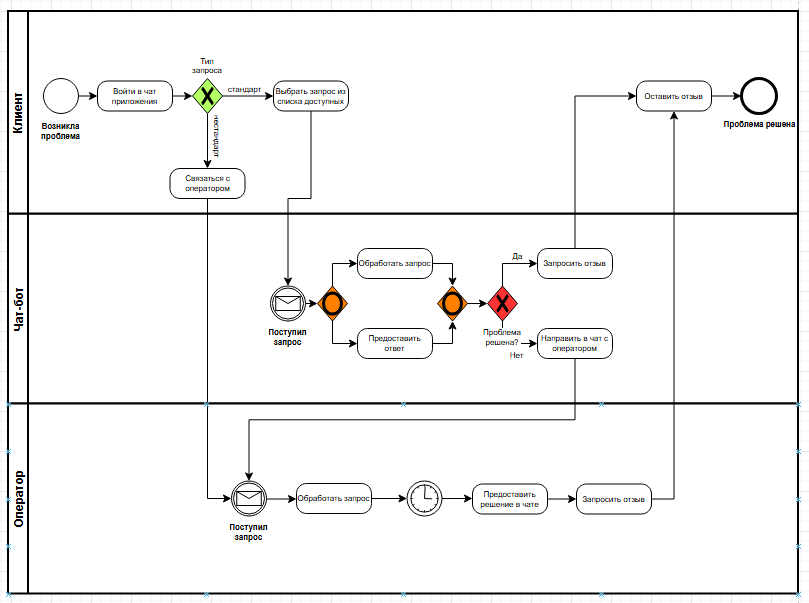 Клиент
Тип
запроса
Возникла
проблема
Войти в чат
приложения
стандарт
нестандарт
Выбрать запрос из
списка доступных
Связаться с
оператором
Оставить отзыв
Проблема решена
Чат-бот
Поступил
запрос
Обработать запрос
Предоставить
ответ
Да
Проблема
решена?
Нет
Запросить отзыв
Направить в чат с
оператором
Оператор
Поступил
запрос
Обработать запрос
Предоставить
решение в чате
Запросить отзыв